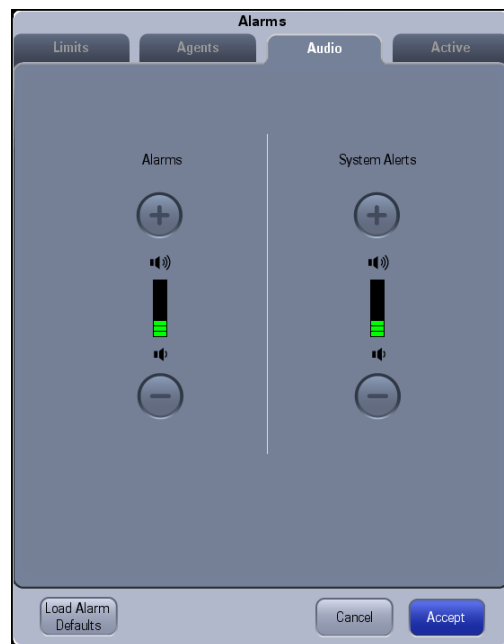 Alarms
Limits
Agents
Audio
Active
Alarms
System Alerts
Load Alarm
Defaults
Cancel
Accept